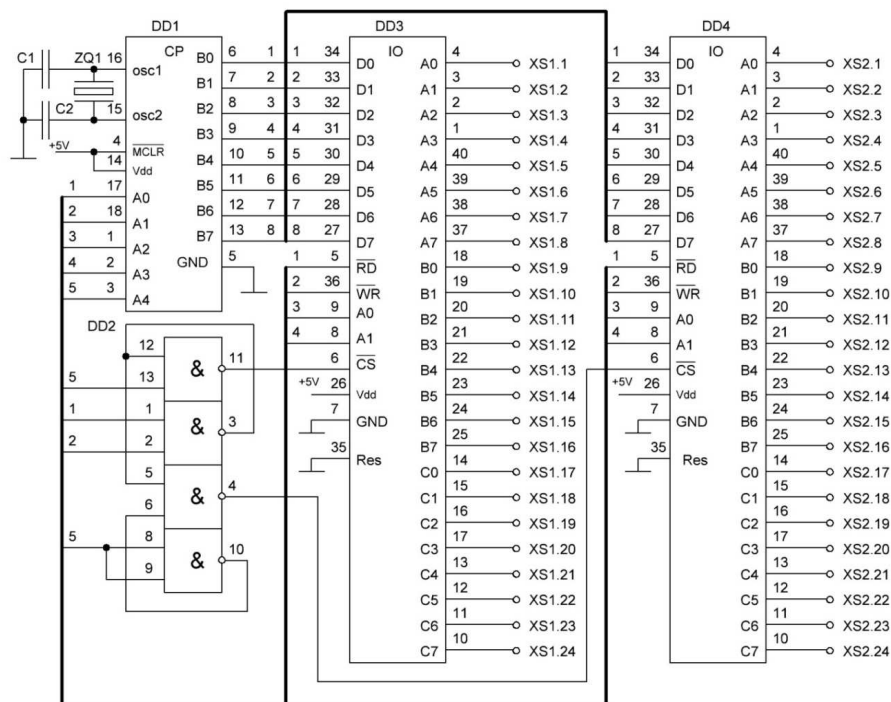 DD1
C1
ZQ1
16
CP
osc1
B0
6
1
B1
7
2
C2
15
osc2
B2
8
3
B3
9
4
+5V
4
MCLR
B4
10
5
14
Vdd
B5
11
6
1
17
A0
B6
12
7
2
18
A1
B7
13
8
3
1
A2
GND
5
4
2
A3
5
3
A4
DD2
12
&
11
5
13
1
1
&
3
2
2
5
&
4
6
5
8
&
10
9
DD3
IO
1
34
D0
A0
4
XS1.1
2
33
D1
A1
3
XS1.2
3
32
D2
A2
2
XS1.3
4
31
D3
A3
1
XS1.4
5
30
D4
A4
40
XS1.5
6
29
D5
A5
39
XS1.6
7
28
D6
A6
38
XS1.7
8
27
D7
A7
37
XS1.8
1
5
RD
B0
18
XS1.9
2
36
WR
B1
19
XS1.10
3
9
A0
B2
20
XS1.11
4
8
A1
B3
21
XS1.12
6
CS
B4
22
XS1.13
+5V
26
Vdd
B5
23
XS1.14
7
GND
B6
24
XS1.15
B7
25
XS1.16
35
Res
C0
14
XS1.17
C1
15
XS1.18
C2
16
XS1.19
C3
17
XS1.20
C4
13
XS1.21
C5
12
XS1.22
C6
11
XS1.23
C7
10
XS1.24
DD4
IO
1
34
D0
A0
4
XS2.1
2
33
D1
A1
3
XS2.2
3
32
D2
A2
2
XS2.3
4
31
D3
A3
1
XS2.4
5
30
D4
A4
40
XS2.5
6
29
D5
A5
39
XS2.6
7
28
D6
A6
38
XS2.7
8
27
D7
A7
37
XS2.8
1
5
RD
B0
18
XS2.9
2
36
WR
B1
19
XS2.10
3
9
A0
B2
20
XS2.11
4
8
A1
B3
21
XS2.12
6
CS
B4
22
XS2.13
+5V
26
Vdd
B5
23
XS2.14
7
GND
B6
24
XS2.15
B7
25
XS2.16
35
Res
C0
14
XS2.17
C1
15
XS2.18
C2
16
XS2.19
C3
17
XS2.20
C4
13
XS2.21
C5
12
XS2.22
C6
11
XS2.23
C7
10
XS2.24